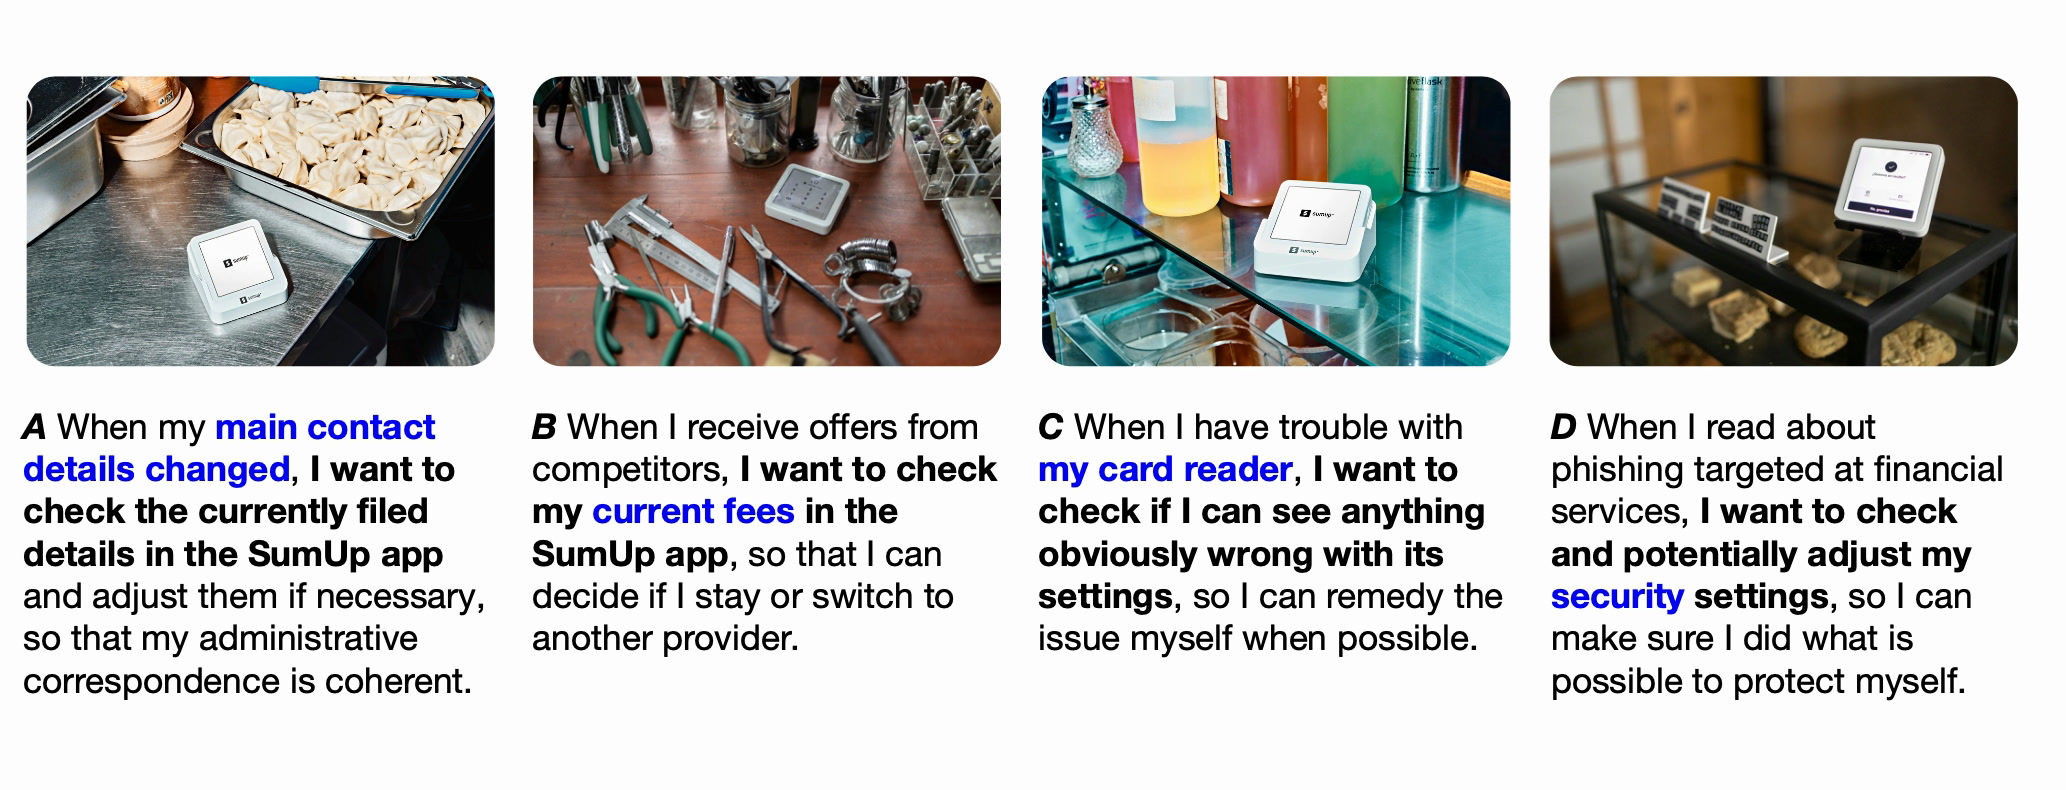 sumup
sumup
sumup
sumup
A When my main contact
details changed, I want to
check the currently filed
details in the SumUp app
and adjust them if necessary,
so that my administrative
correspondence is coherent.
B When I receive offers from
competitors, I want to check
my current fees in the
SumUp app, so that I can
decide if I stay or switch to
another provider.
C When I have trouble with
my card reader, I want to
check if I can see anything
obviously wrong with its
settings, so I can remedy the
issue myself when possible.
D When I read about
phishing targeted at financial
services, I want to check
and potentially adjust my
security settings, so I can
make sure I did what is
possible to protect myself.